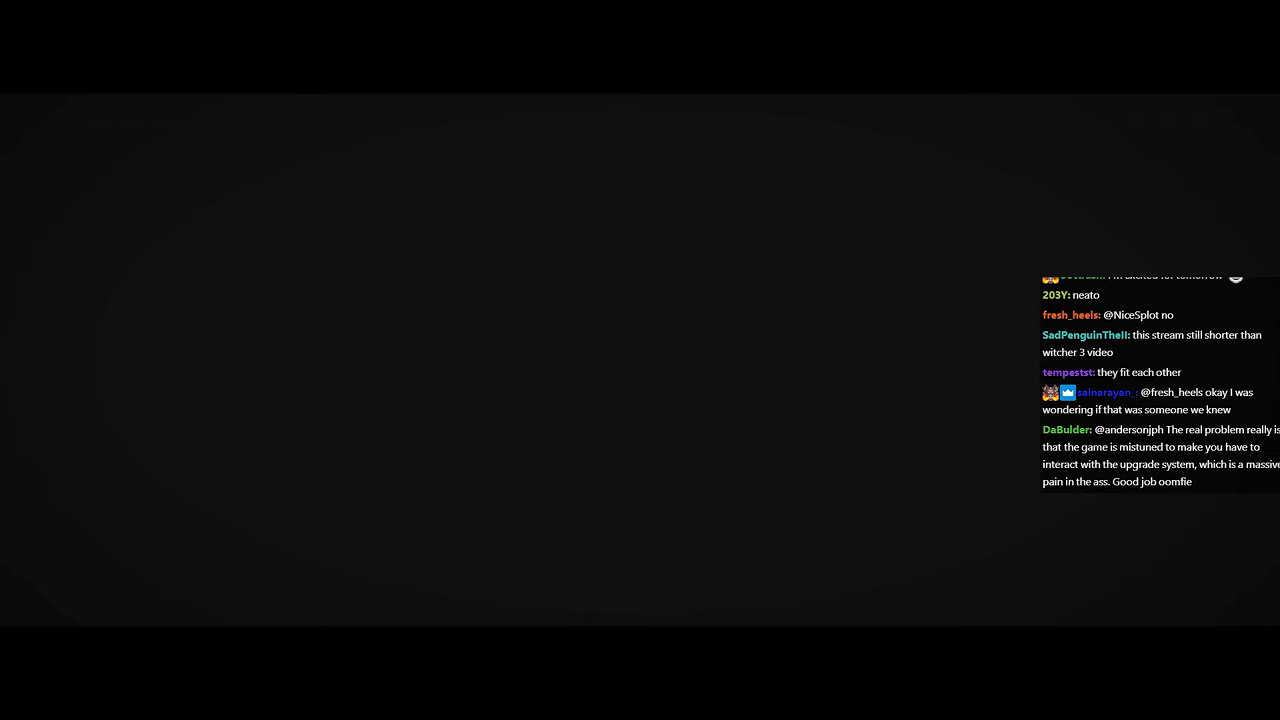 203Y: neato
fresh_heels: @NiceSplot no
SadPenguinTheII: this stream still shorter than
witcher 3 video
tempestst: they fit each other
sainarayan_: @fresh_heels okay I was
wondering if that was someone we knew
DaBulder: @andersonjph The real problem really is
that the game is mistuned to make you have to
interact with the upgrade system, which is a massive
pain in the ass. Good job oomfie